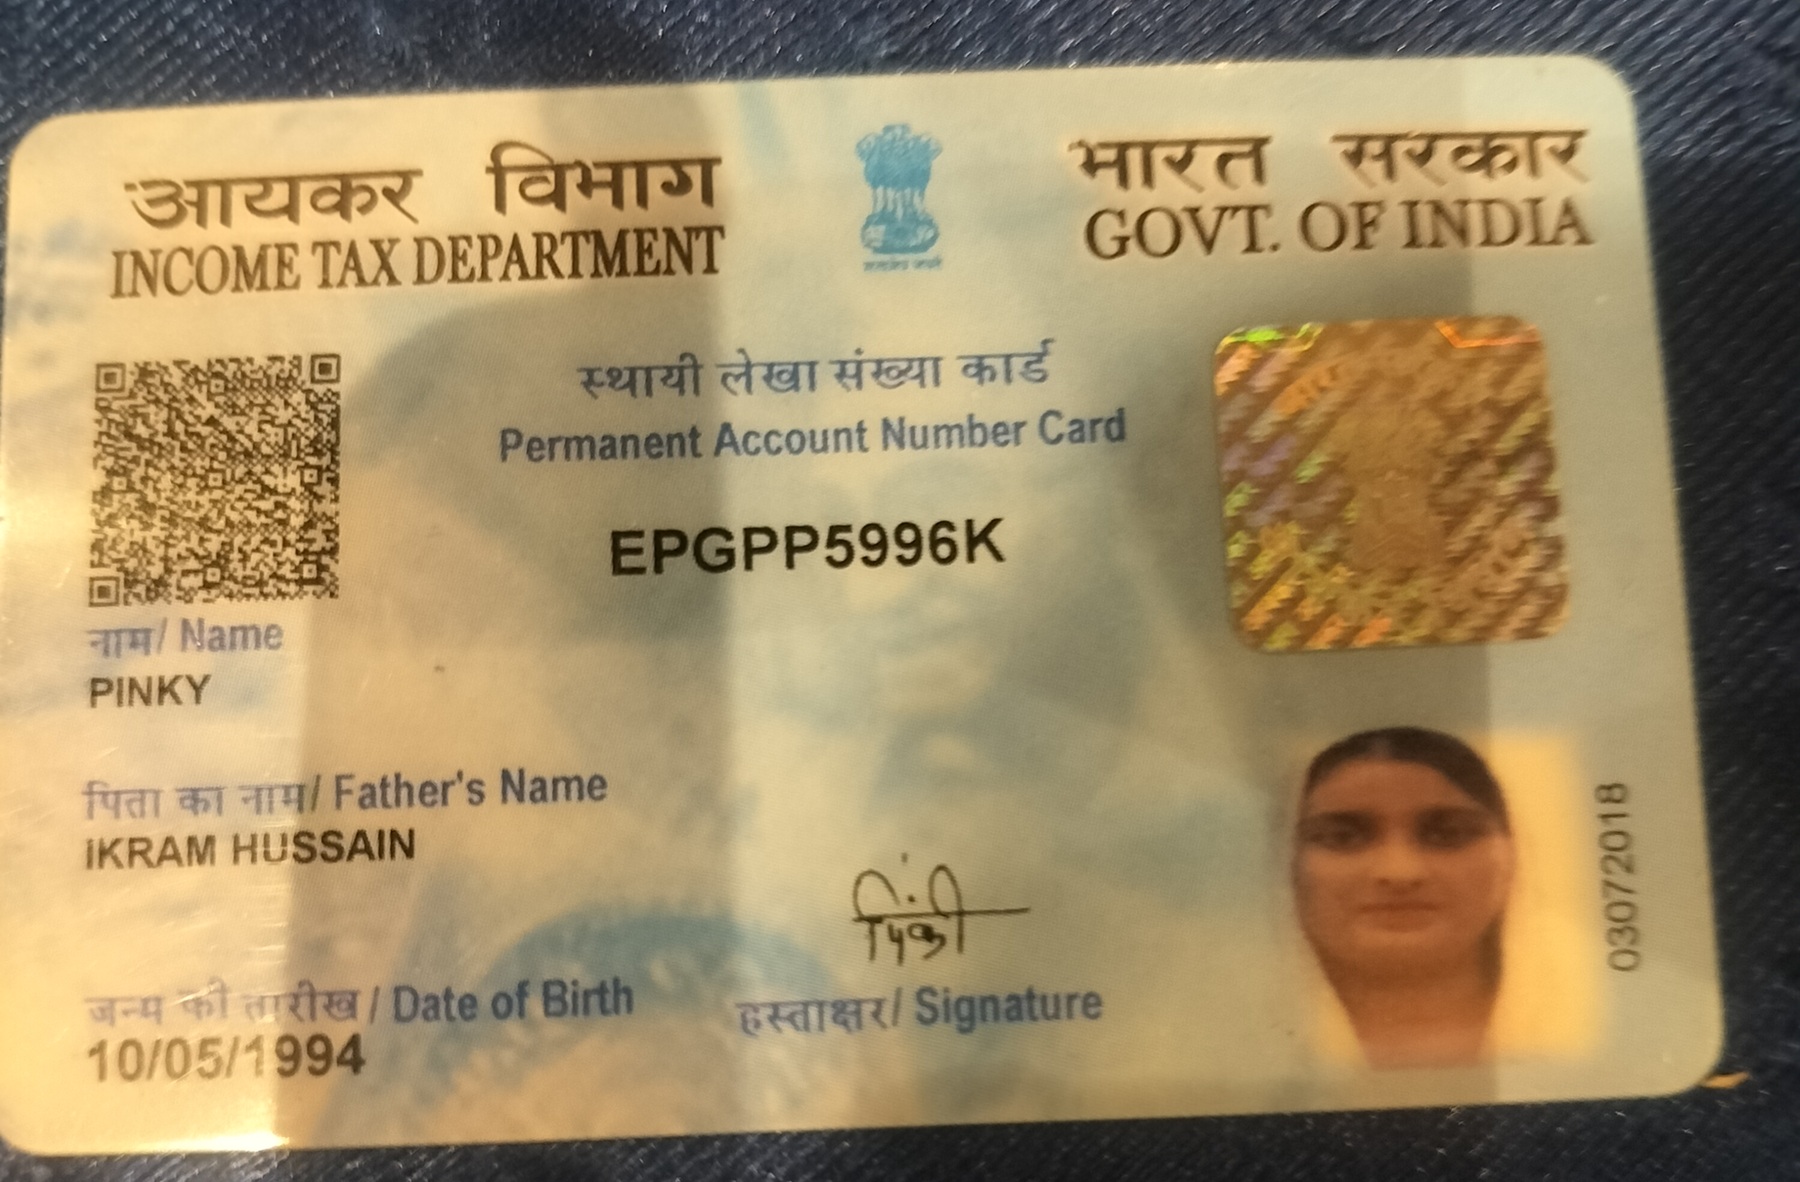 आयकर विभाग
INCOME TAX DEPARTMENT
भारत सरकार
GOVT. OF INDIA
स्थायी लेखा संख्या कार्ड
Permanent Account Number Card
EPGPP5996K
नाम/ Name
PINKY
पिता का नाम/ Father's Name
IKRAM HUSSAIN
जन्म की तारीख / Date of Birth
10/05/1994
पिंकी
हस्ताक्षर/ Signature
03072018